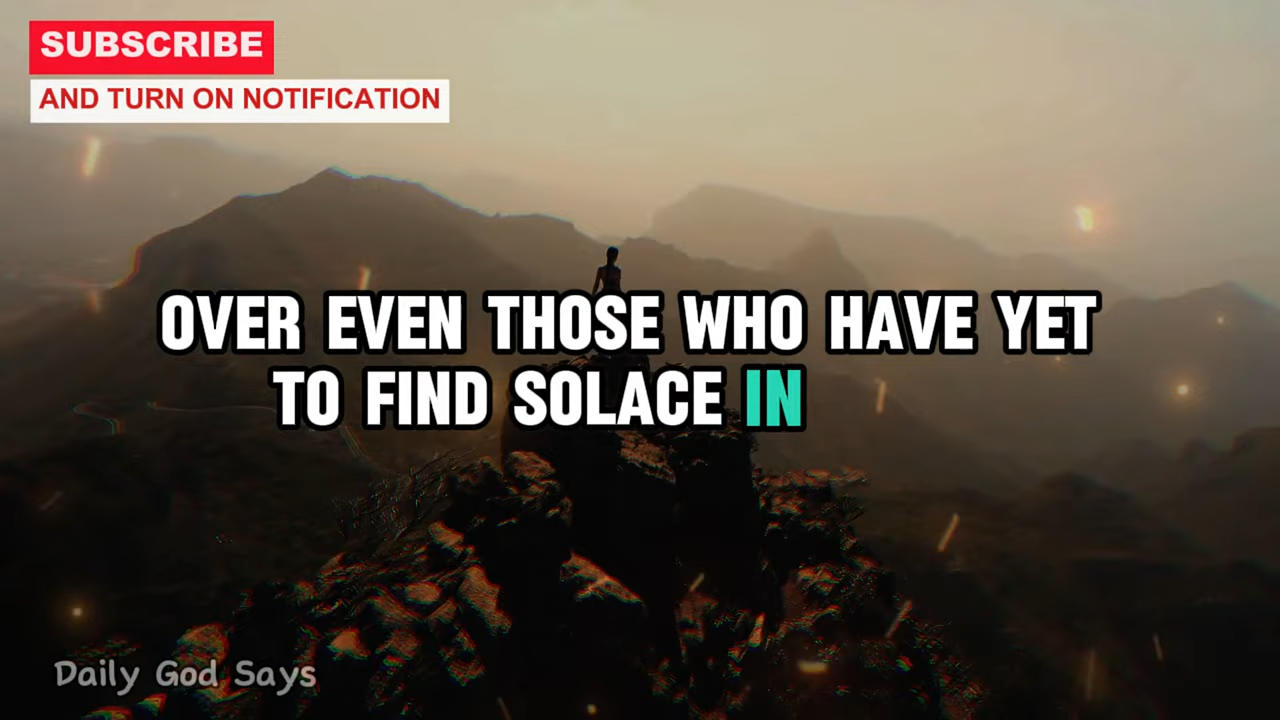 SUBSCRIBE
AND TURN ON NOTIFICATION
OVER EVEN THOSE WHO HAVE YET
TO FIND SOLACE IN
Daily God Says